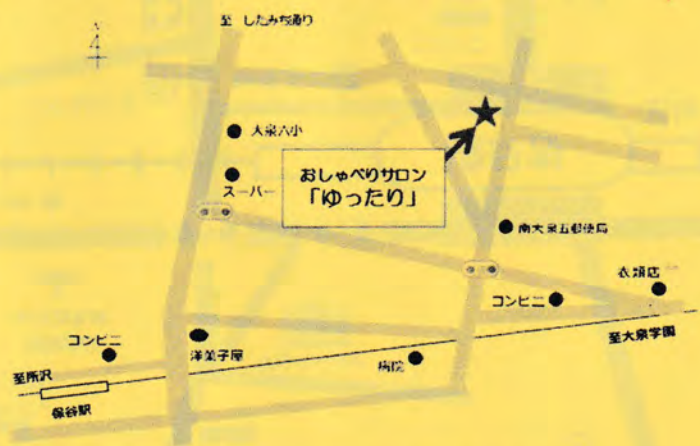 至 したみち通り
4
大泉六小
スーパー
おしゃべりサロン
「ゆったり」
南大泉五郵便局
衣類店
コンビニ
至大泉学園
コンビニ
洋菓子屋
病院
至所沢
保谷駅